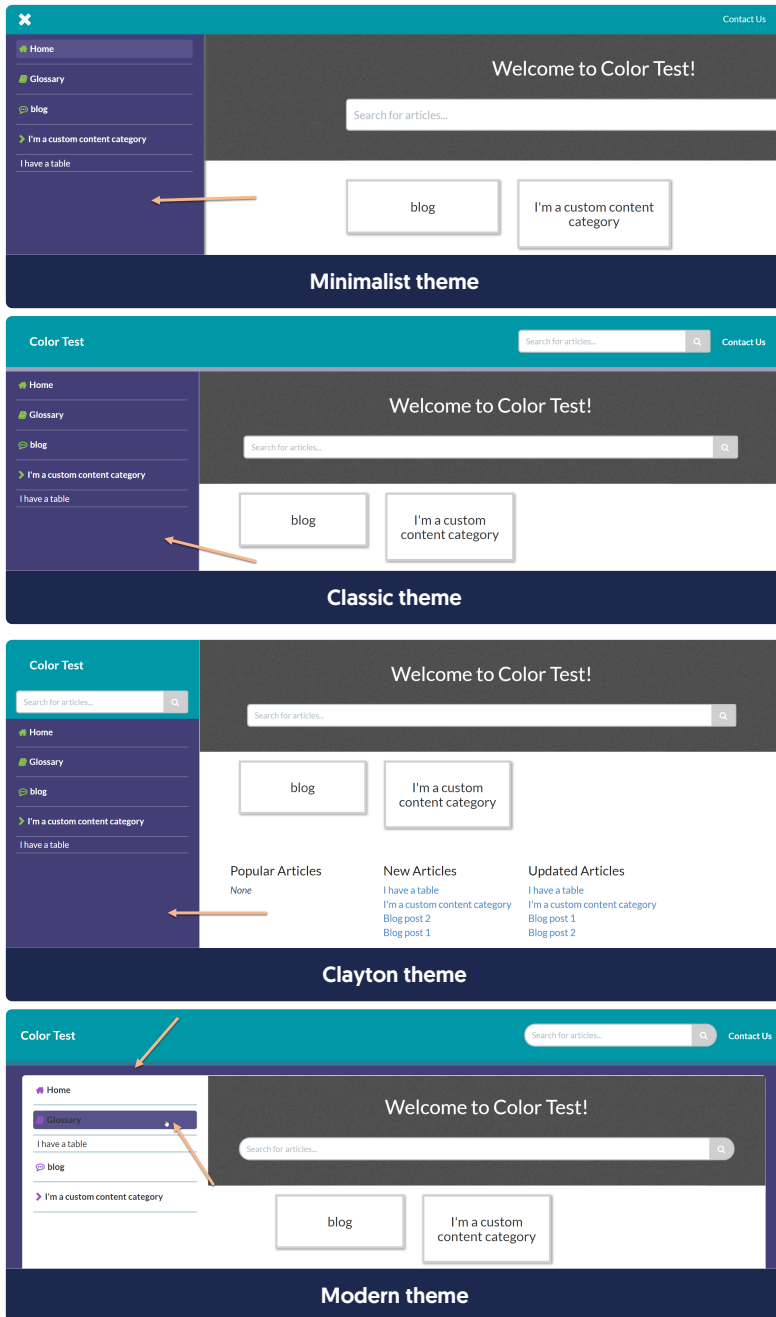 Contact Us
Home
Glossary
blog
I'm a custom content category
I have a table
Welcome to Color Test!
Search for articles...
blog
I'm a custom content
category
Minimalist theme
Color Test
Search for articles...
Contact Us
Home
Glossary
blog
I'm a custom content category
I have a table
Welcome to Color Test!
Search for articles...
blog
I'm a custom
content category
Classic theme
Color Test
Search for articles...
Home
Glossary
blog
I'm a custom content category
I have a table
Welcome to Color Test!
Search for articles...
blog
I'm a custom
content category
Popular Articles
None
New Articles
I have a table
I'm a custom content category
Blog post 2
Blog post 1
Updated Articles
I have a table
I'm a custom content category
Blog post 1
Blog post 2
Clayton theme
Color Test
Search for articles...
Contact Us
Home
Glossary
I have a table
blog
I'm a custom content category
Welcome to Color Test!
Search for articles...
blog
I'm a custom
content category
Modern theme